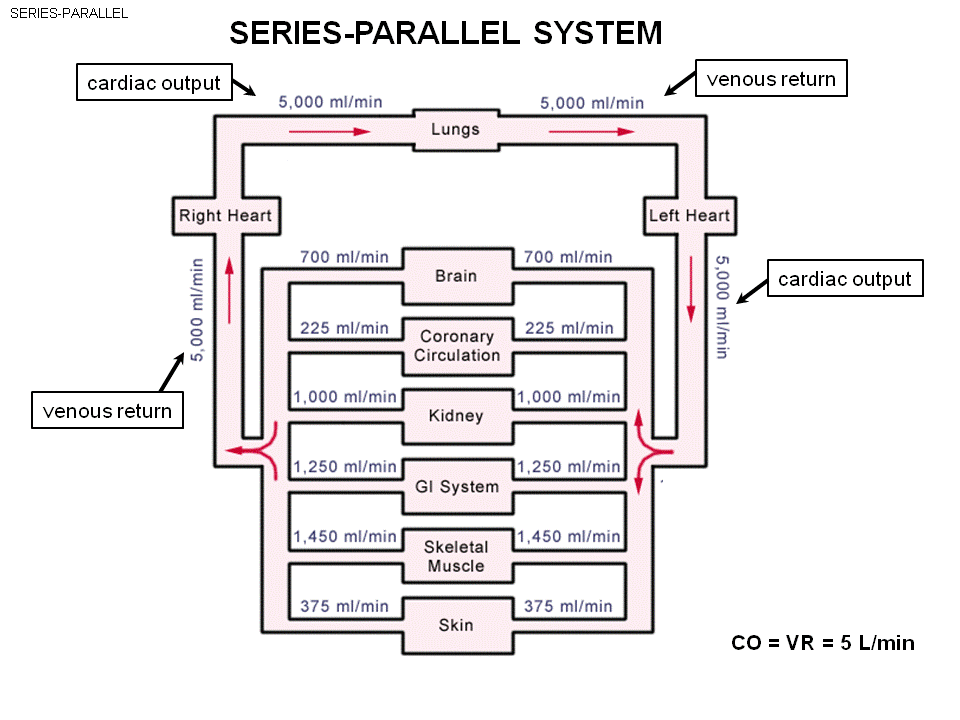 SERIES-PARALLEL
SERIES-PARALLEL SYSTEM
cardiac output
venous return
5,000 ml/min
5,000 ml/min
Lungs
Right Heart
Left Heart
700 ml/min
700 ml/min
Brain
5,000 ml/min
5,000 ml/min
cardiac output
225 ml/min
225 ml/min
Coronary
Circulation
venous return
1,000 ml/min
1,000 ml/min
Kidney
1,250 ml/min
1,250 ml/min
GI System
1,450 ml/min
1,450 ml/min
Skeletal
Muscle
375 ml/min
375 ml/min
Skin
CO = VR = 5 L/min